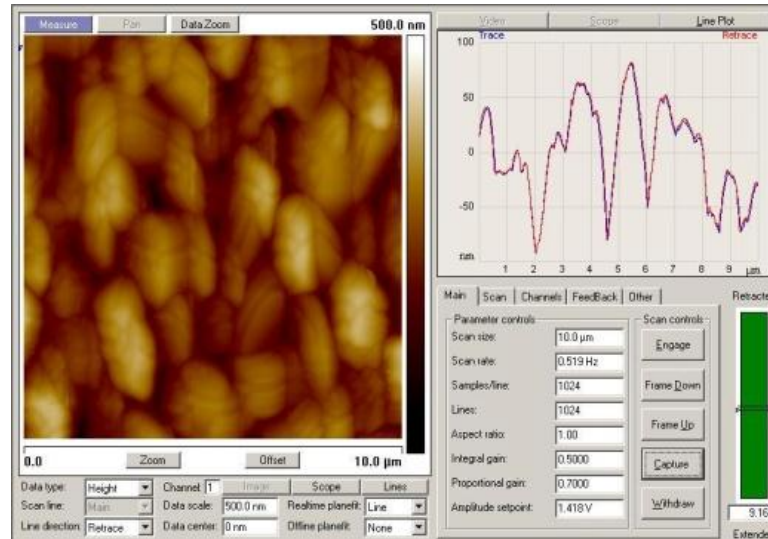 Measure Pan Data Zoom 500.0 nm
0.0 Zoom Offset 10.0 µm
Data type: Height Channel: 1 Image Scope Lines
Scan line: Main Data scale: 500.0 nm Realtime planefit: Line
Line direction: Retrace Data center: 0 nm Offline planefit: None
Video Scope Line Plot
Trace Retrace
100
50
0
-50
nm
1 2 3 4 5 6 7 8 9 µm
Main Scan Channels FeedBack Other
Parameter controls
Scan size: 10.0 µm
Scan rate: 0.519 Hz
Samples/line: 1024
Lines: 1024
Aspect ratio: 1.00
Integral gain: 0.5000
Proportional gain: 0.7000
Amplitude setpoint: 1.418 V
Scan controls
Engage
Frame Down
Frame Up
Capture
Withdraw
Retracte
9.16
Extende